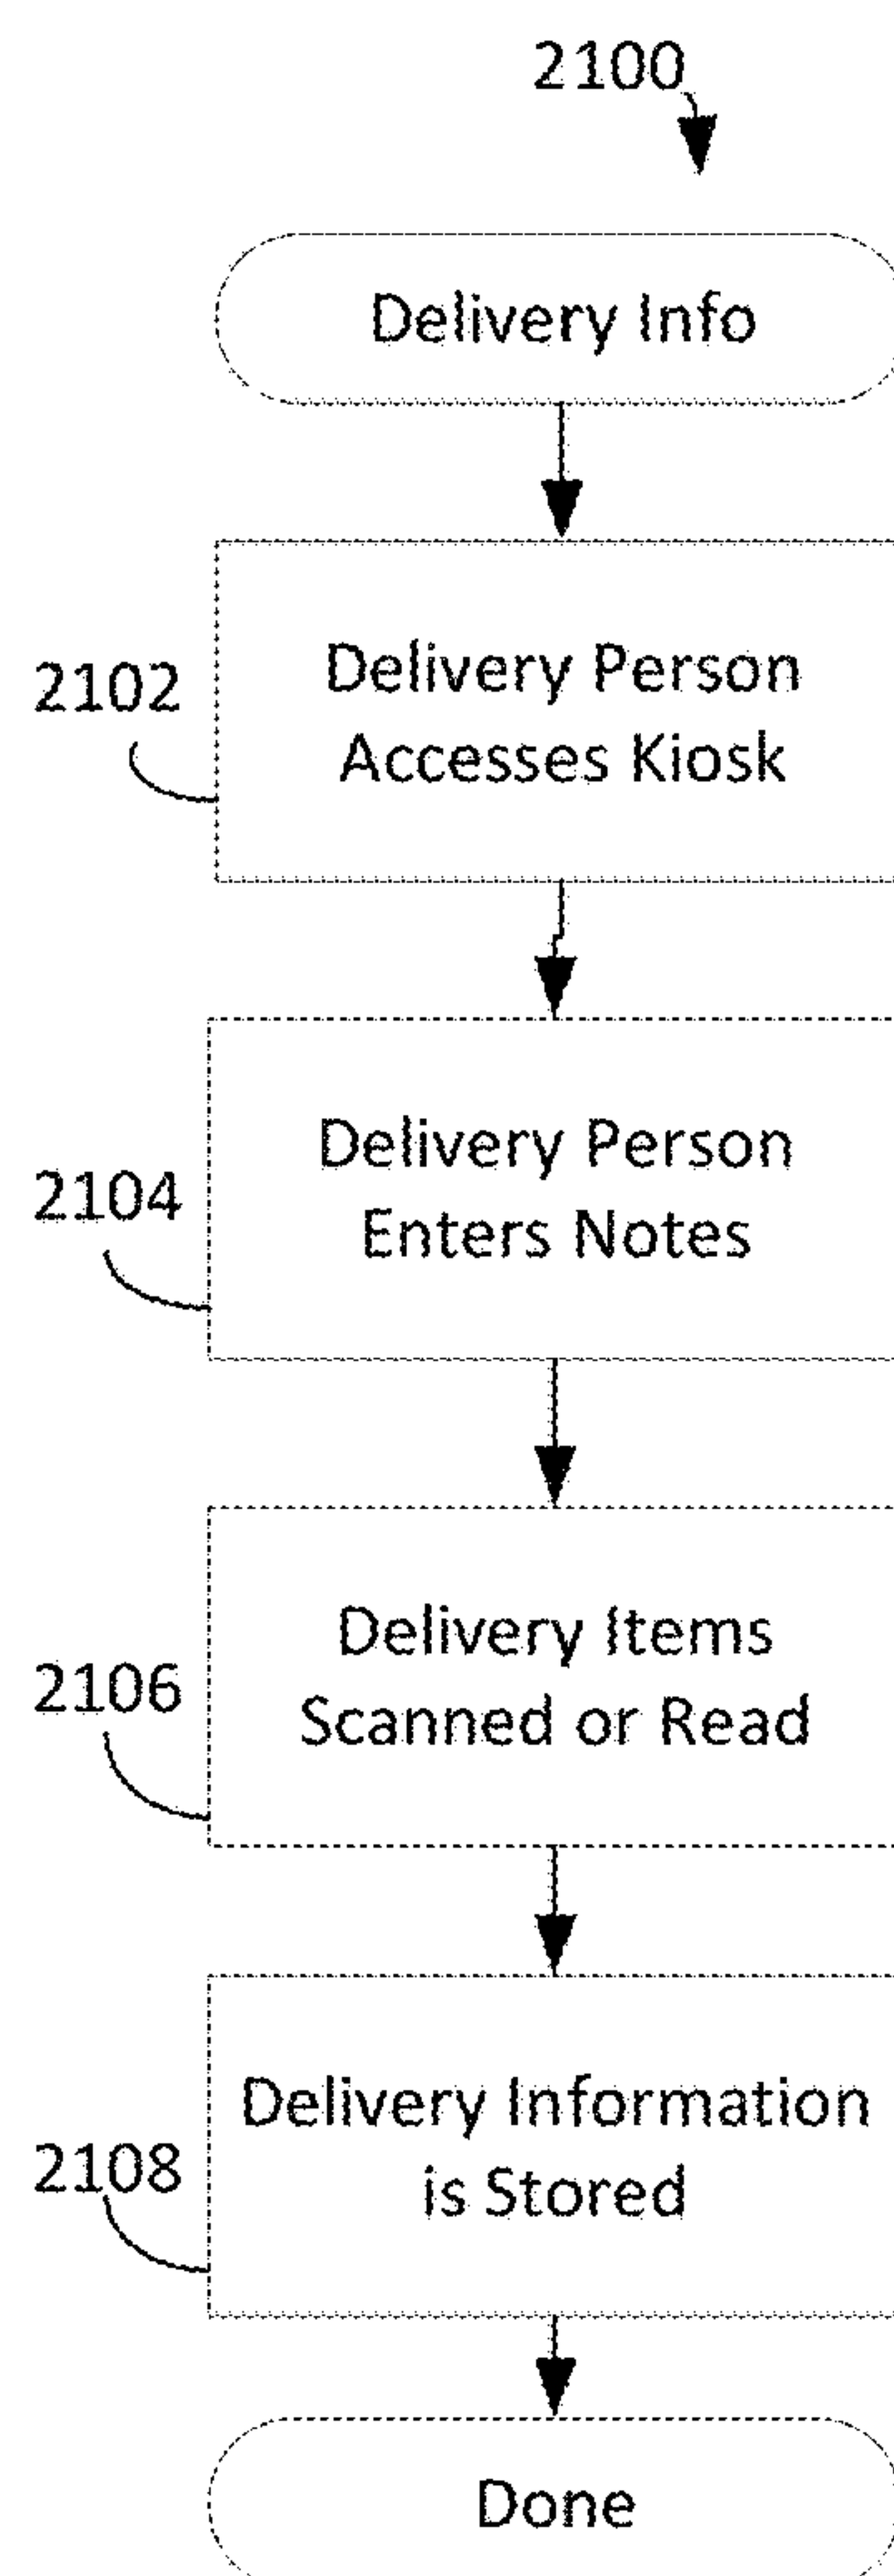 2100
Delivery Info
2102
Delivery Person
Accesses Kiosk
2104
Delivery Person
Enters Notes
2106
Delivery Items
Scanned or Read
2108
Delivery Information
is Stored
Done